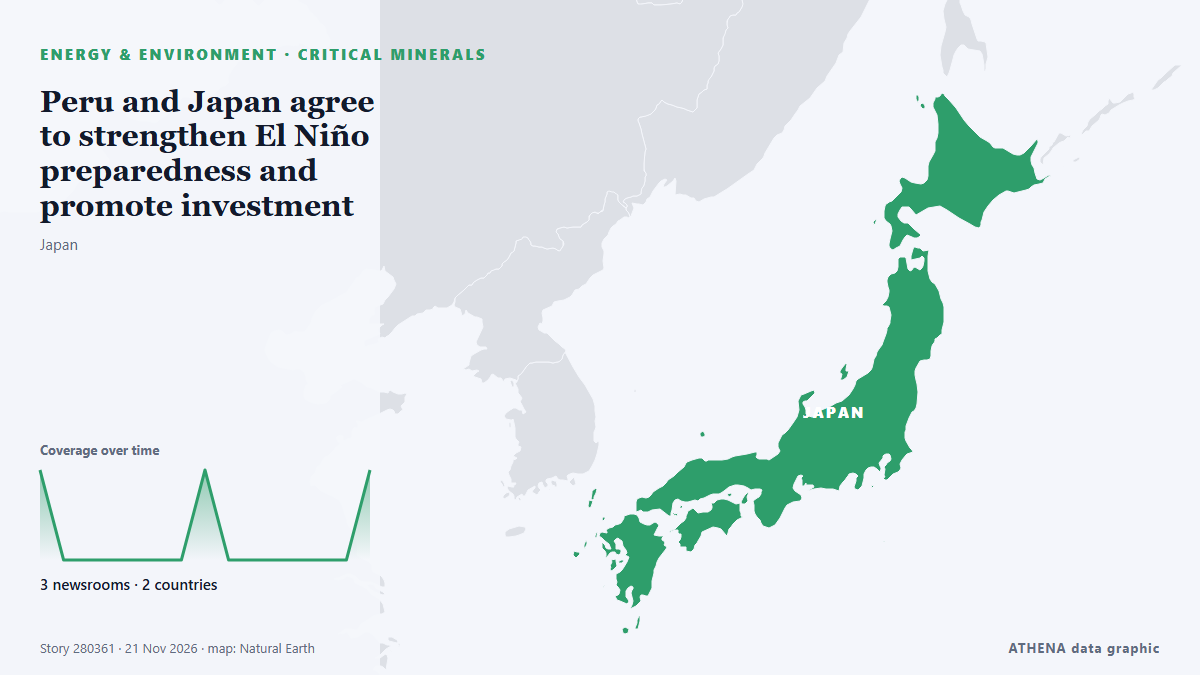 ENERGY & ENVIRONMENT · CRITICAL MINERALS
Peru and Japan agree
to strengthen El Niño
preparedness and
promote investment
Japan
JAPAN
Coverage over time
3 newsrooms · 2 countries
Story 280361 · 21 Nov 2026 · map: Natural Earth
ATHENA data graphic